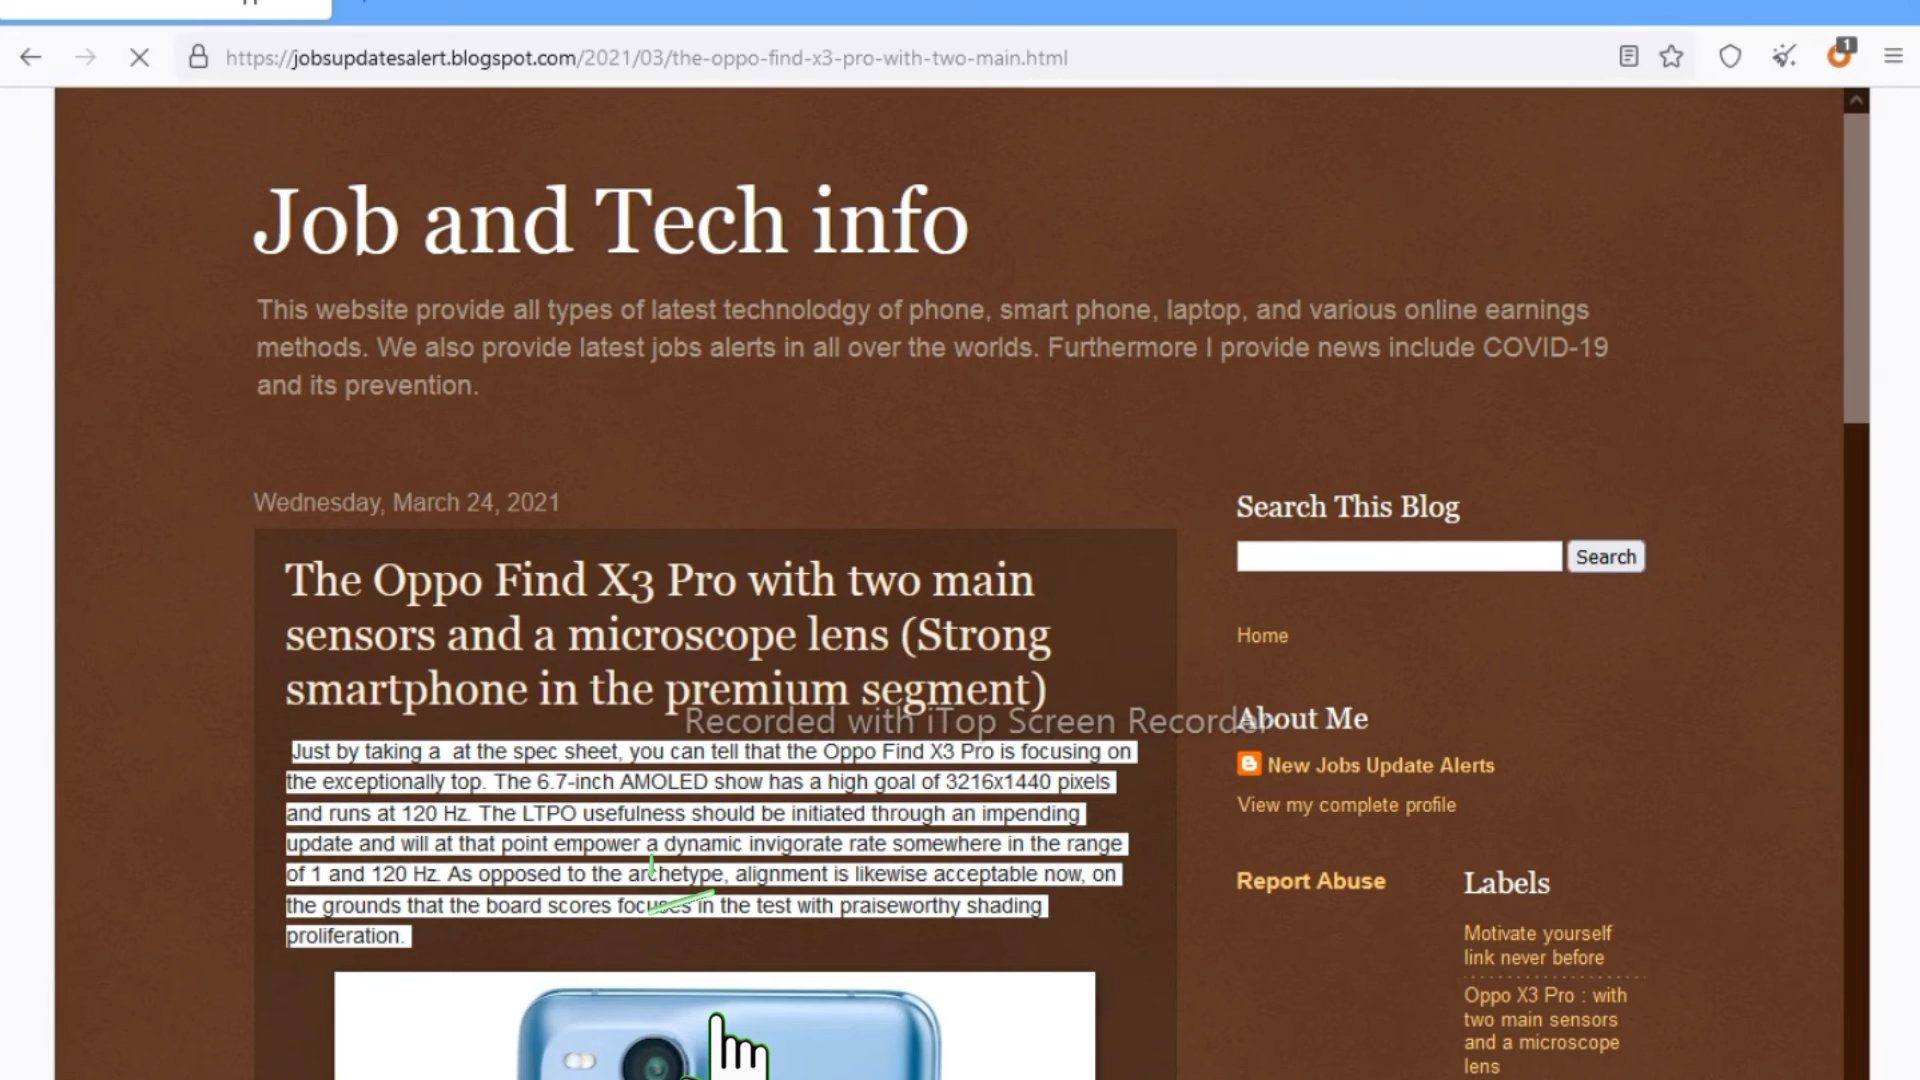 https://jobsupdatesalert.blogspot.com/2021/03/the-oppo-find-x3-pro-with-two-main.html
1
Job and Tech info
This website provide all types of latest technolodgy of phone, smart phone, laptop, and various online earnings
methods. We also provide latest jobs alerts in all over the worlds. Furthermore I provide news include COVID-19
and its prevention.
Wednesday, March 24, 2021
The Oppo Find X3 Pro with two main
sensors and a microscope lens (Strong
smartphone in the premium segment)
Recorded with iTop Screen Recorder
Just by taking a at the spec sheet, you can tell that the Oppo Find X3 Pro is focusing on
the exceptionally top. The 6.7-inch AMOLED show has a high goal of 3216x1440 pixels
and runs at 120 Hz. The LTPO usefulness should be initiated through an impending
update and will at that point empower a dynamic invigorate rate somewhere in the range
of 1 and 120 Hz. As opposed to the archetype, alignment is likewise acceptable now, on
the grounds that the board scores focuses in the test with praiseworthy shading
proliferation.
Search This Blog
Search
Home
About Me
New Jobs Update Alerts
View my complete profile
Report Abuse
Labels
Motivate yourself
link never before
Oppo X3 Pro : with
two main sensors
and a microscope
lens